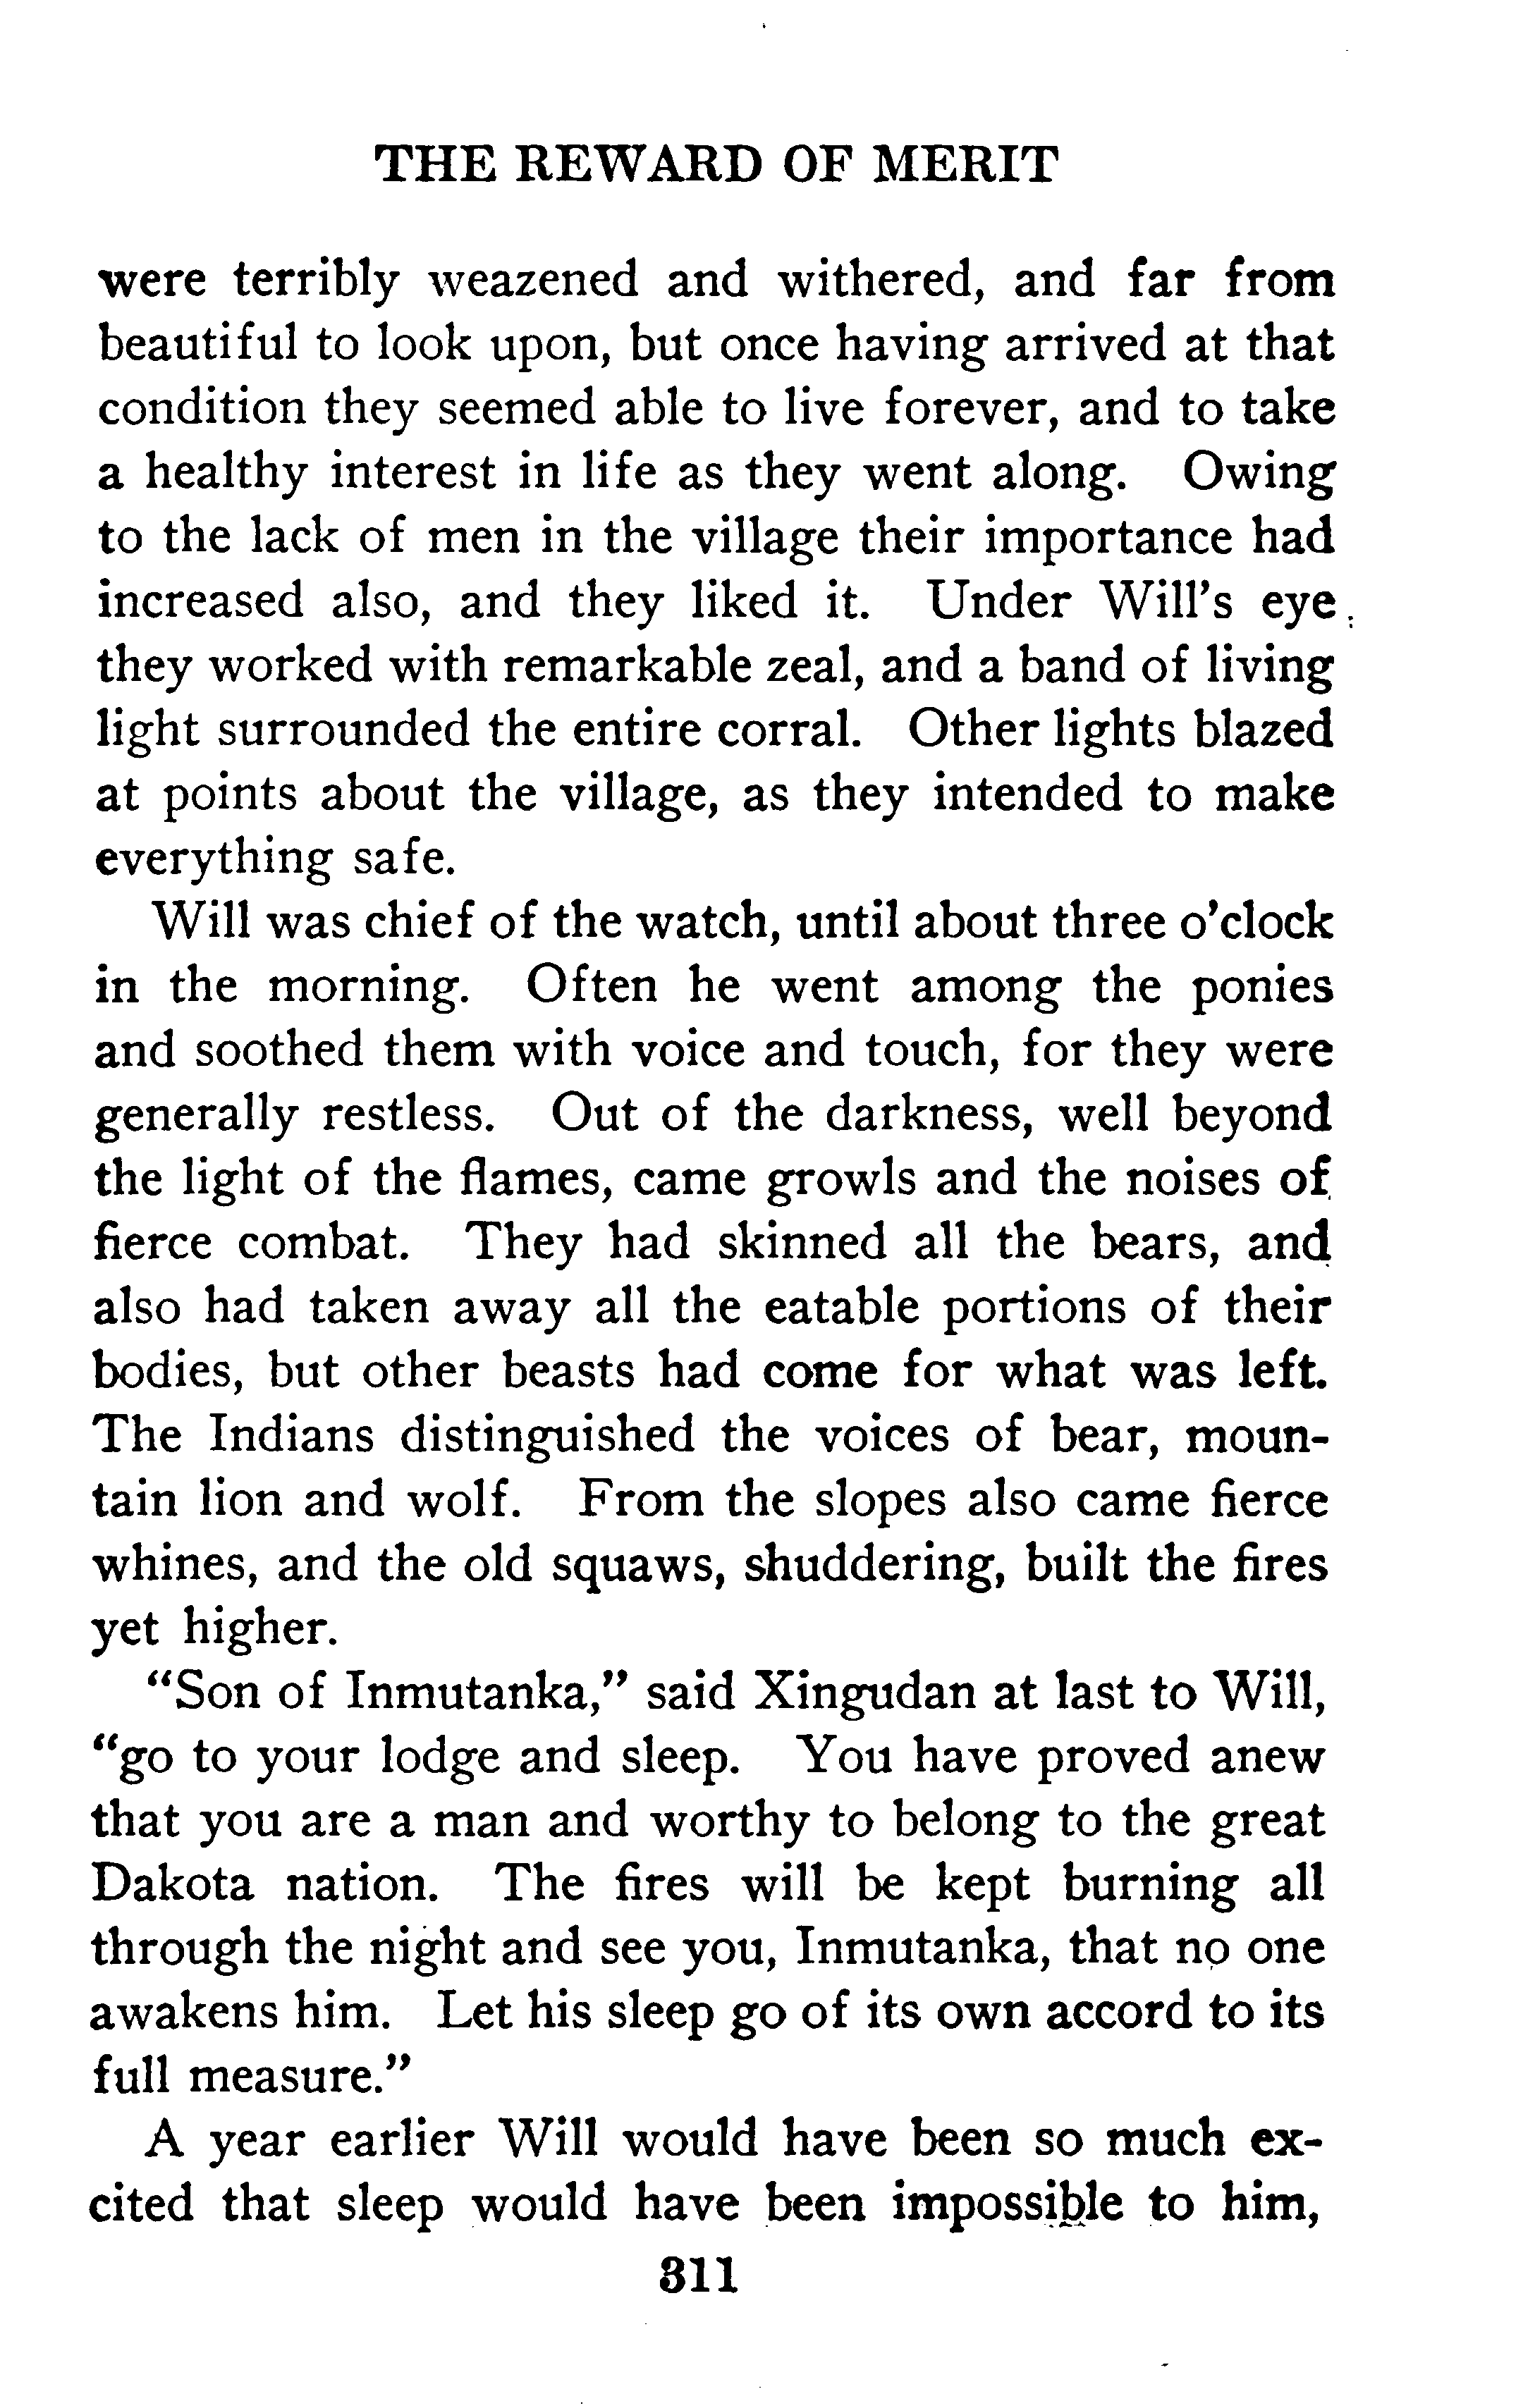 THE REWARD OF MERIT
were terribly weazened and withered, and far from
beautiful to look upon, but once having arrived at that
condition they seemed able to live forever, and to take
a healthy interest in life as they went along. Owing
to the lack of men in the village their importance had
increased also, and they liked it. Under Will's eye
they worked with remarkable zeal, and a band of living
light surrounded the entire corral. Other lights blazed
at points about the village, as they intended to make
everything safe.
Will was chief of the watch, until about three o'clock
in the morning. Often he went among the ponies
and soothed them with voice and touch, for they were
generally restless. Out of the darkness, well beyond
the light of the flames, came growls and the noises of
fierce combat. They had skinned all the bears, and
also had taken away all the eatable portions of their
bodies, but other beasts had come for what was left.
The Indians distinguished the voices of bear, moun-
tain lion and wolf. From the slopes also came fierce
whines, and the old squaws, shuddering, built the fires
yet higher.
"Son of Inmutanka," said Xingudan at last to Will,
"go to your lodge and sleep. You have proved anew
that you are a man and worthy to belong to the great
Dakota nation. The fires will be kept burning all
through the night and see you, Inmutanka, that no one
awakens him. Let his sleep go of its own accord to its
full measure."
A year earlier Will would have been so much ex-
cited that sleep would have been impossible to him,
311